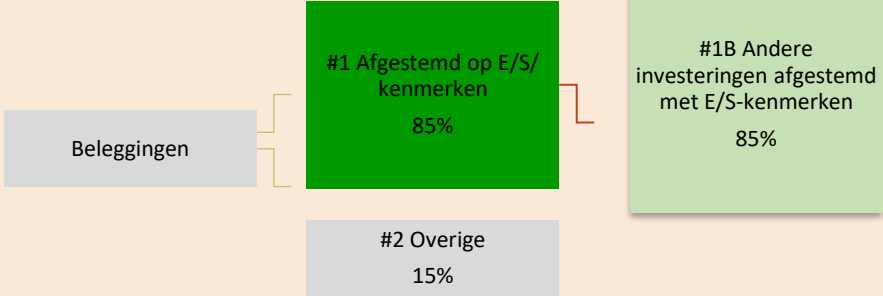 Beleggingen
#1 Afgestemd op E/S/
kenmerken
85%
#2 Overige
15%
#1B Andere
investeringen afgestemd
met E/S-kenmerken
85%